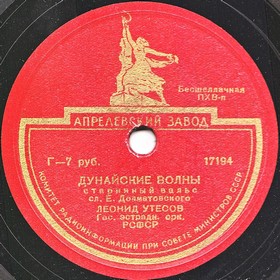 Бесшеллачная
ПХВ-п
АПРЕЛЕВСКИЙ ЗАВОД
Г—7 руб.
17194
ДУНАЙСКИЕ ВОЛНЫ
старинный вальс
сл. Е. Долматовского
ЛЕОНИД УТЕСОВ
Гос. эстрадн. орк.
РСФСР
КОМИТЕТ РАДИОИНФОРМАЦИИ ПРИ СОВЕТЕ МИНИСТРОВ СССР